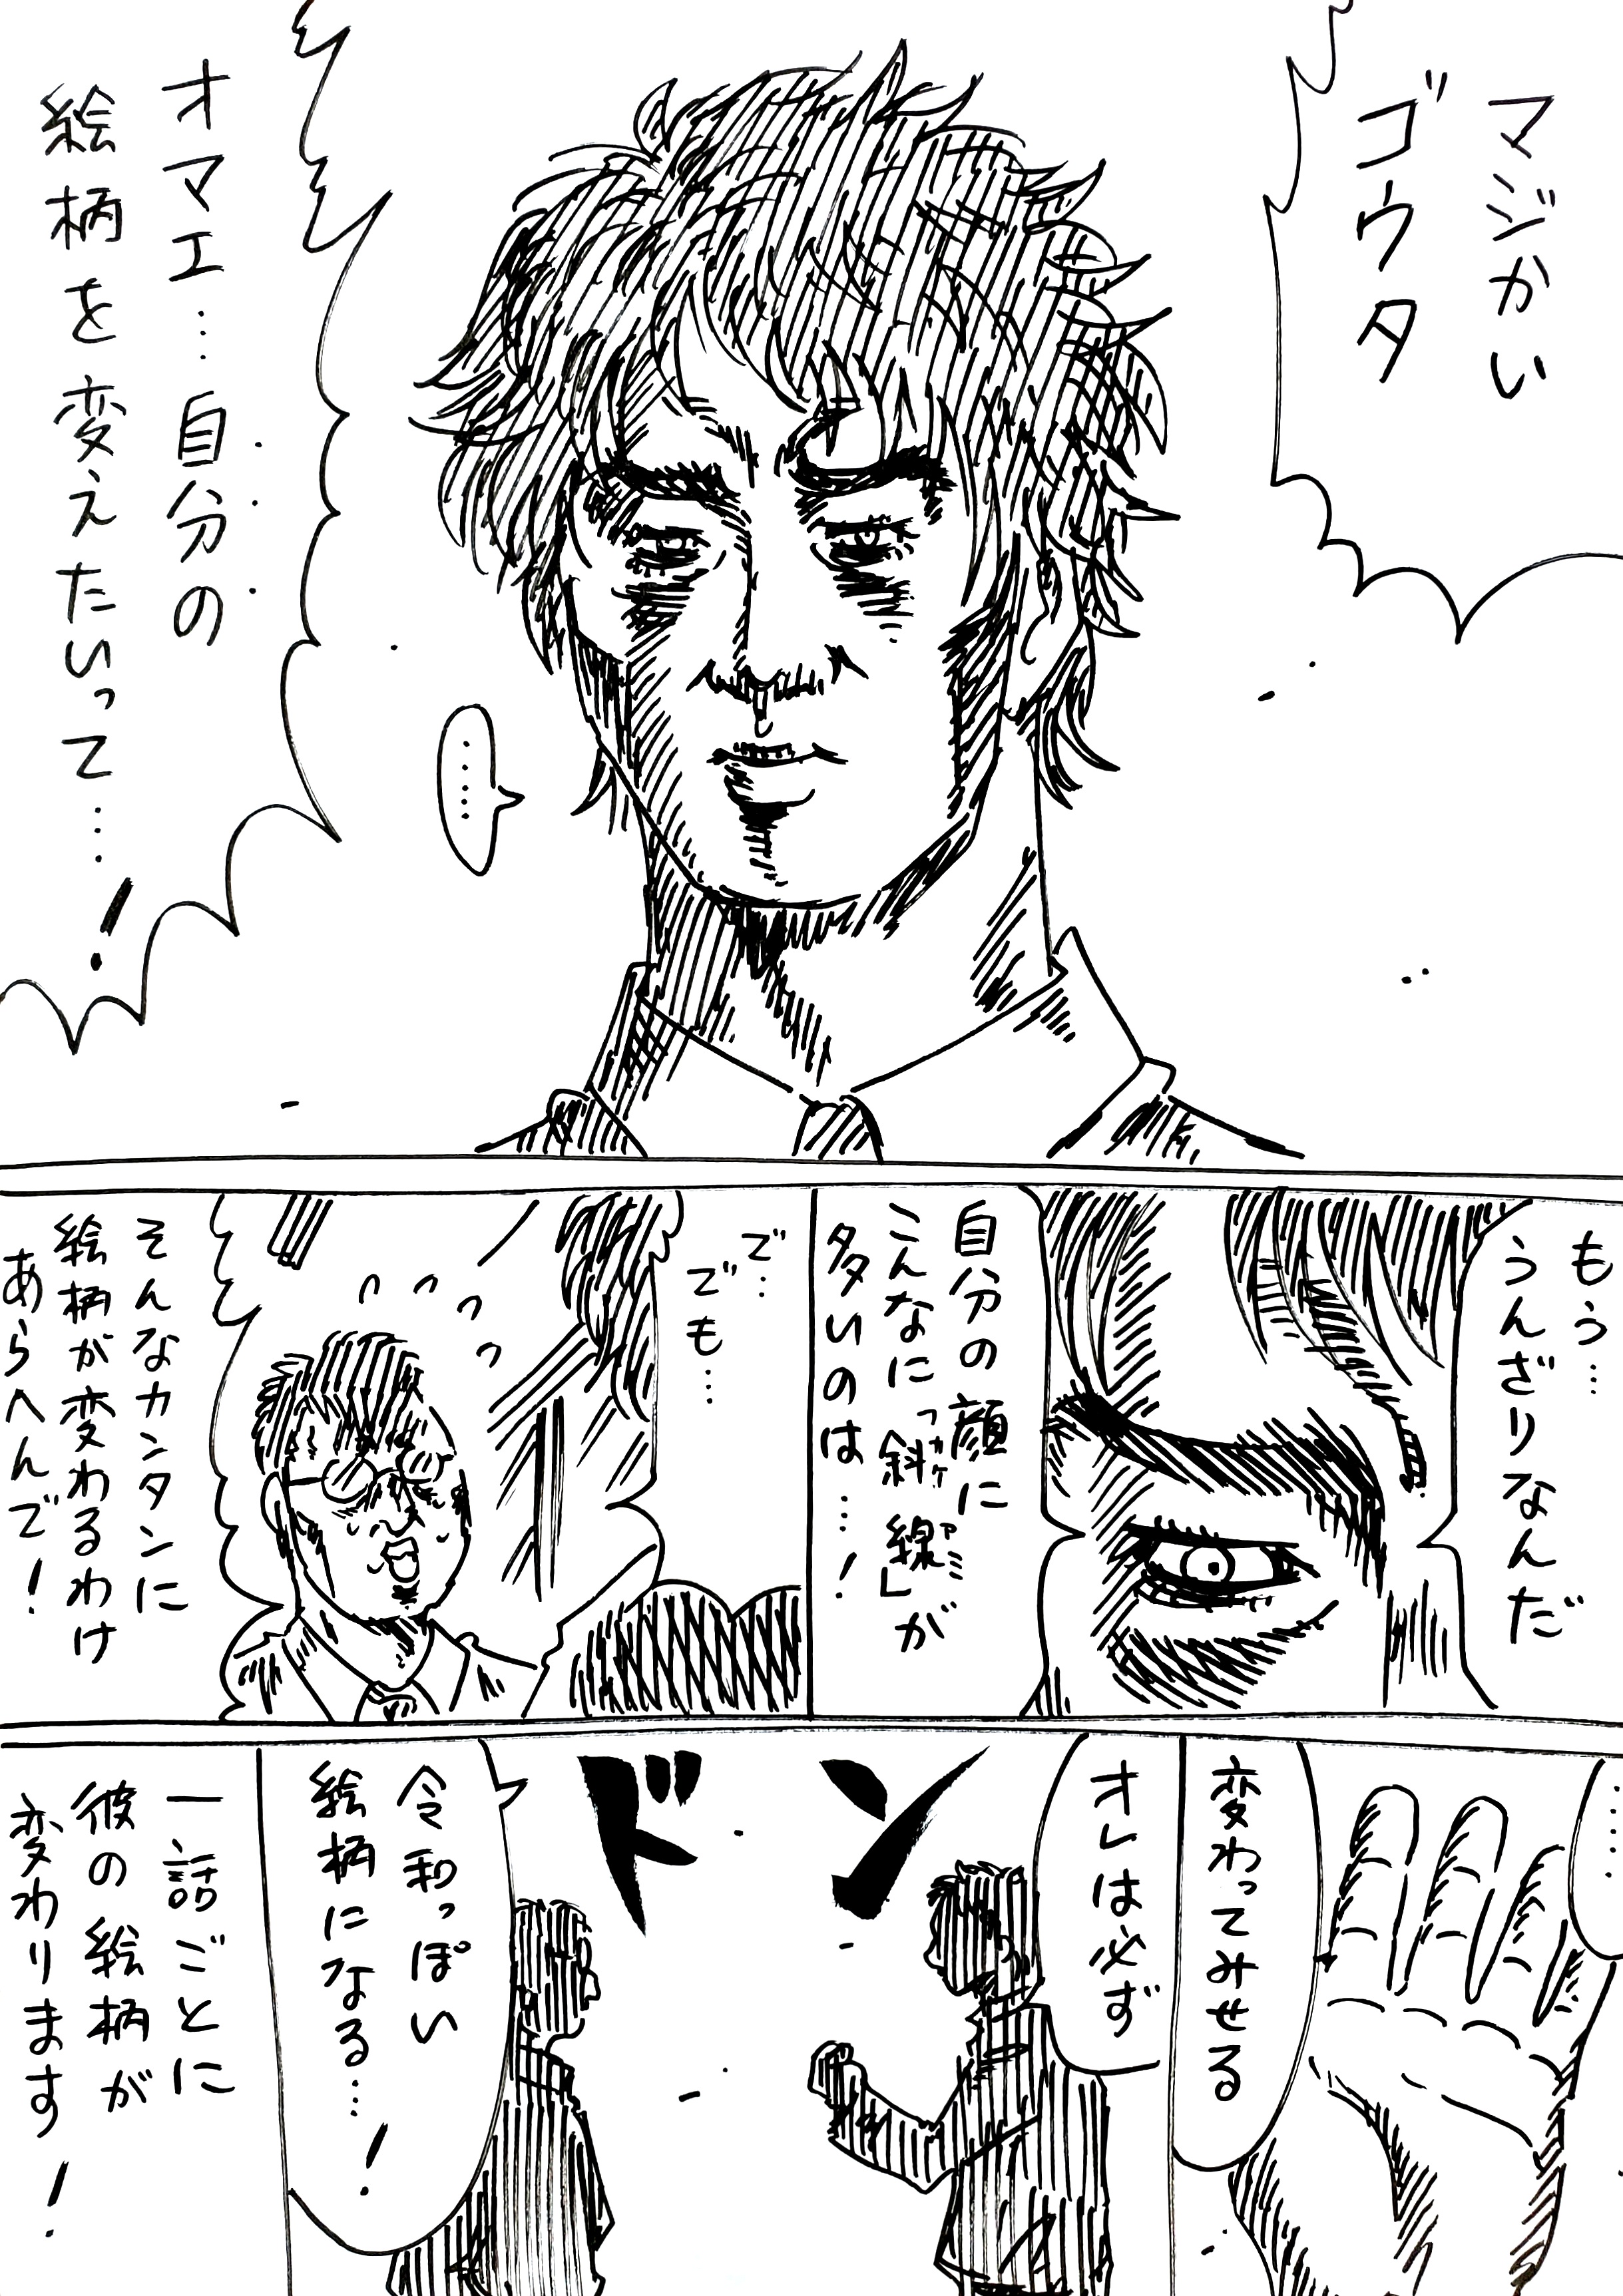 マジかい
ゴウタ
オマエ…自分の
絵柄を変えたいって…！
……
もう…
うんざりなんだ
自分の顔に
こんなに「斜線」が
カケアミ
多いのは…！
で…
でも…
そんなカンタンに
絵柄が変わるわけ
あらへんで！
……
変わってみせる
オレは必ず
ドン
令和っぽい
絵柄になる…！
一話ごとに
彼の絵柄が
変わります！